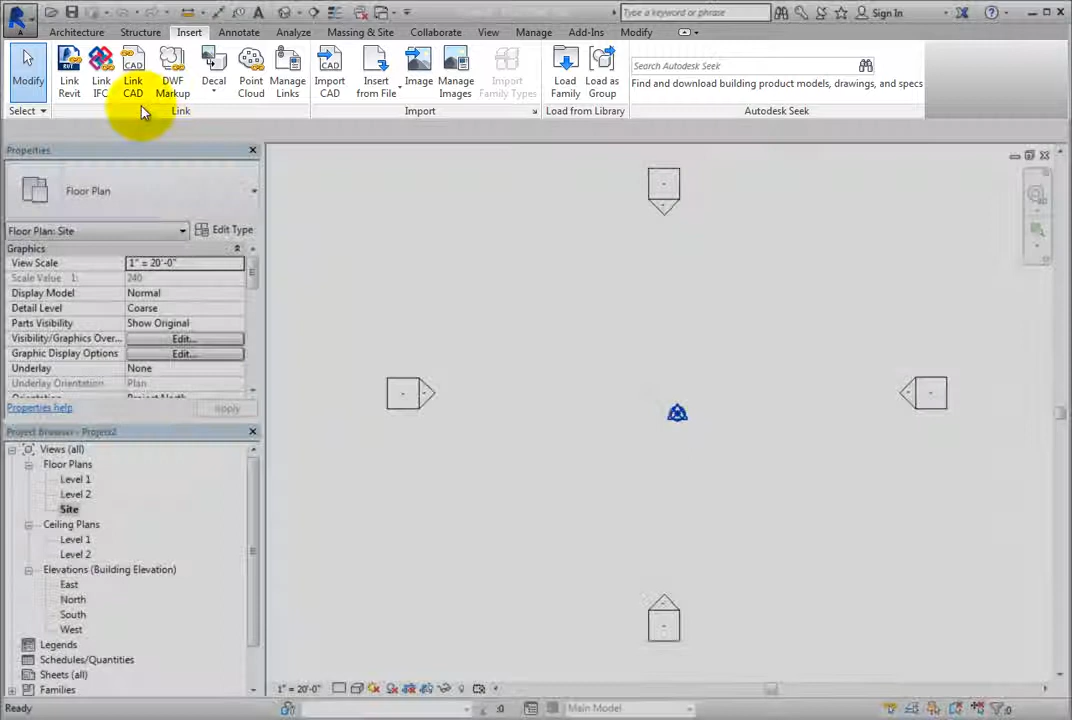 Type a keyword or phrase
Sign In
Architecture Structure Insert Annotate Analyze Massing & Site Collaborate View Manage Add-Ins Modify
Modify
Link Revit
Link IFC
Link CAD
DWF Markup
Decal
Point Cloud
Manage Links
Import CAD
Insert from File
Image
Manage Images
Import Family Types
Load Family
Load as Group
Search Autodesk Seek
Find and download building product models, drawings, and specs
Select Link Import Load from Library Autodesk Seek
Properties
Floor Plan
Floor Plan: Site Edit Type
Graphics
View Scale 1" = 20'-0"
Scale Value 1: 240
Display Model Normal
Detail Level Coarse
Parts Visibility Show Original
Visibility/Graphics Over... Edit...
Graphic Display Options Edit...
Underlay None
Underlay Orientation Plan
Orientation Project North
Properties help Apply
Project Browser - Project2
Views (all)
Floor Plans
Level 1
Level 2
Site
Ceiling Plans
Level 1
Level 2
Elevations (Building Elevation)
East
North
South
West
Legends
Schedules/Quantities
Sheets (all)
Families
1" = 20'-0"
Ready :0 Main Model :0